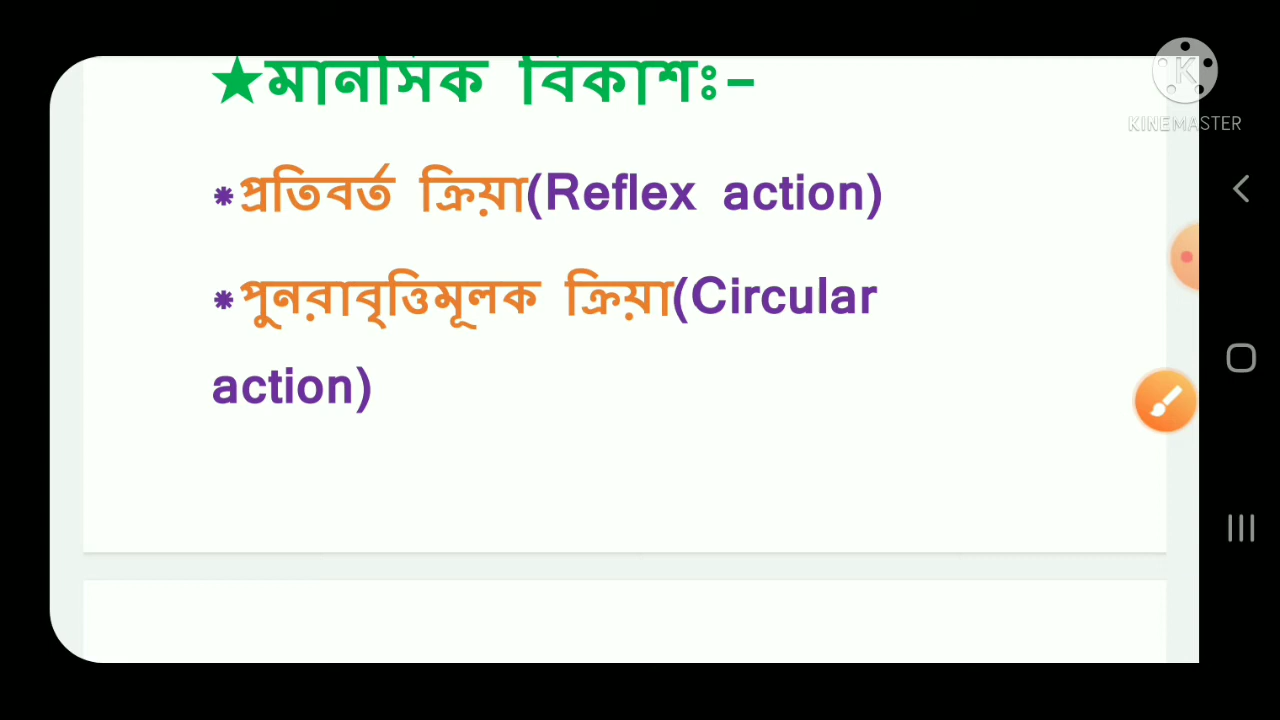 ★মানসিক বিকাশঃ-
*প্রতিবর্ত ক্রিয়া(Reflex action)
*পুনরাবৃত্তিমূলক ক্রিয়া(Circular
action)
K
KINEMASTER